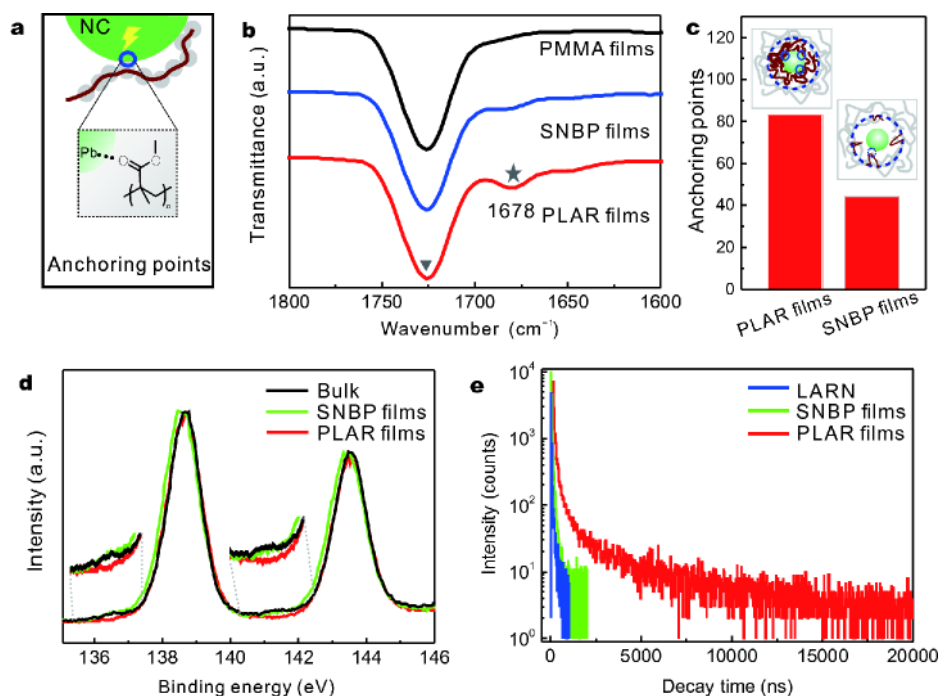 a
NC
Pb
O
O
n
Anchoring points
b
PMMA films
SNBP films
1678 PLAR films
Transmittance (a.u.)
1800 1750 1700 1650 1600
Wavenumber (cm⁻¹)
c
Anchoring points
120
100
80
60
40
20
0
PLAR films
SNBP films
d
Bulk
SNBP films
PLAR films
Intensity (a.u.)
136 138 140 142 144 146
Binding energy (eV)
e
LARN
SNBP films
PLAR films
Intensity (counts)
10⁴
10³
10²
10¹
10⁰
0 5000 10000 15000 20000
Decay time (ns)